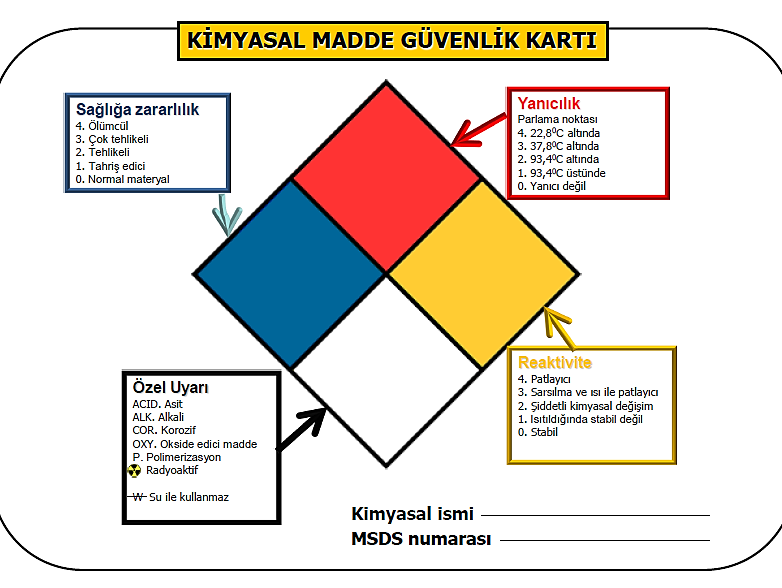 KİMYASAL MADDE GÜVENLİK KARTI
Sağlığa zararlılık
4. Ölümcül
3. Çok tehlikeli
2. Tehlikeli
1. Tahriş edici
0. Normal materyal
Yanıcılık
Parlama noktası
4. 22,8⁰C altında
3. 37,8⁰C altında
2. 93,4⁰C altında
1. 93,4⁰C üstünde
0. Yanıcı değil
Reaktivite
4. Patlayıcı
3. Sarsılma ve ısı ile patlayıcı
2. Şiddetli kimyasal değişim
1. Isıtıldığında stabil değil
0. Stabil
Özel Uyarı
ACID. Asit
ALK. Alkali
COR. Korozif
OXY. Okside edici madde
P. Polimerizasyon
Radyoaktif
W Su ile kullanmaz
Kimyasal ismi
MSDS numarası